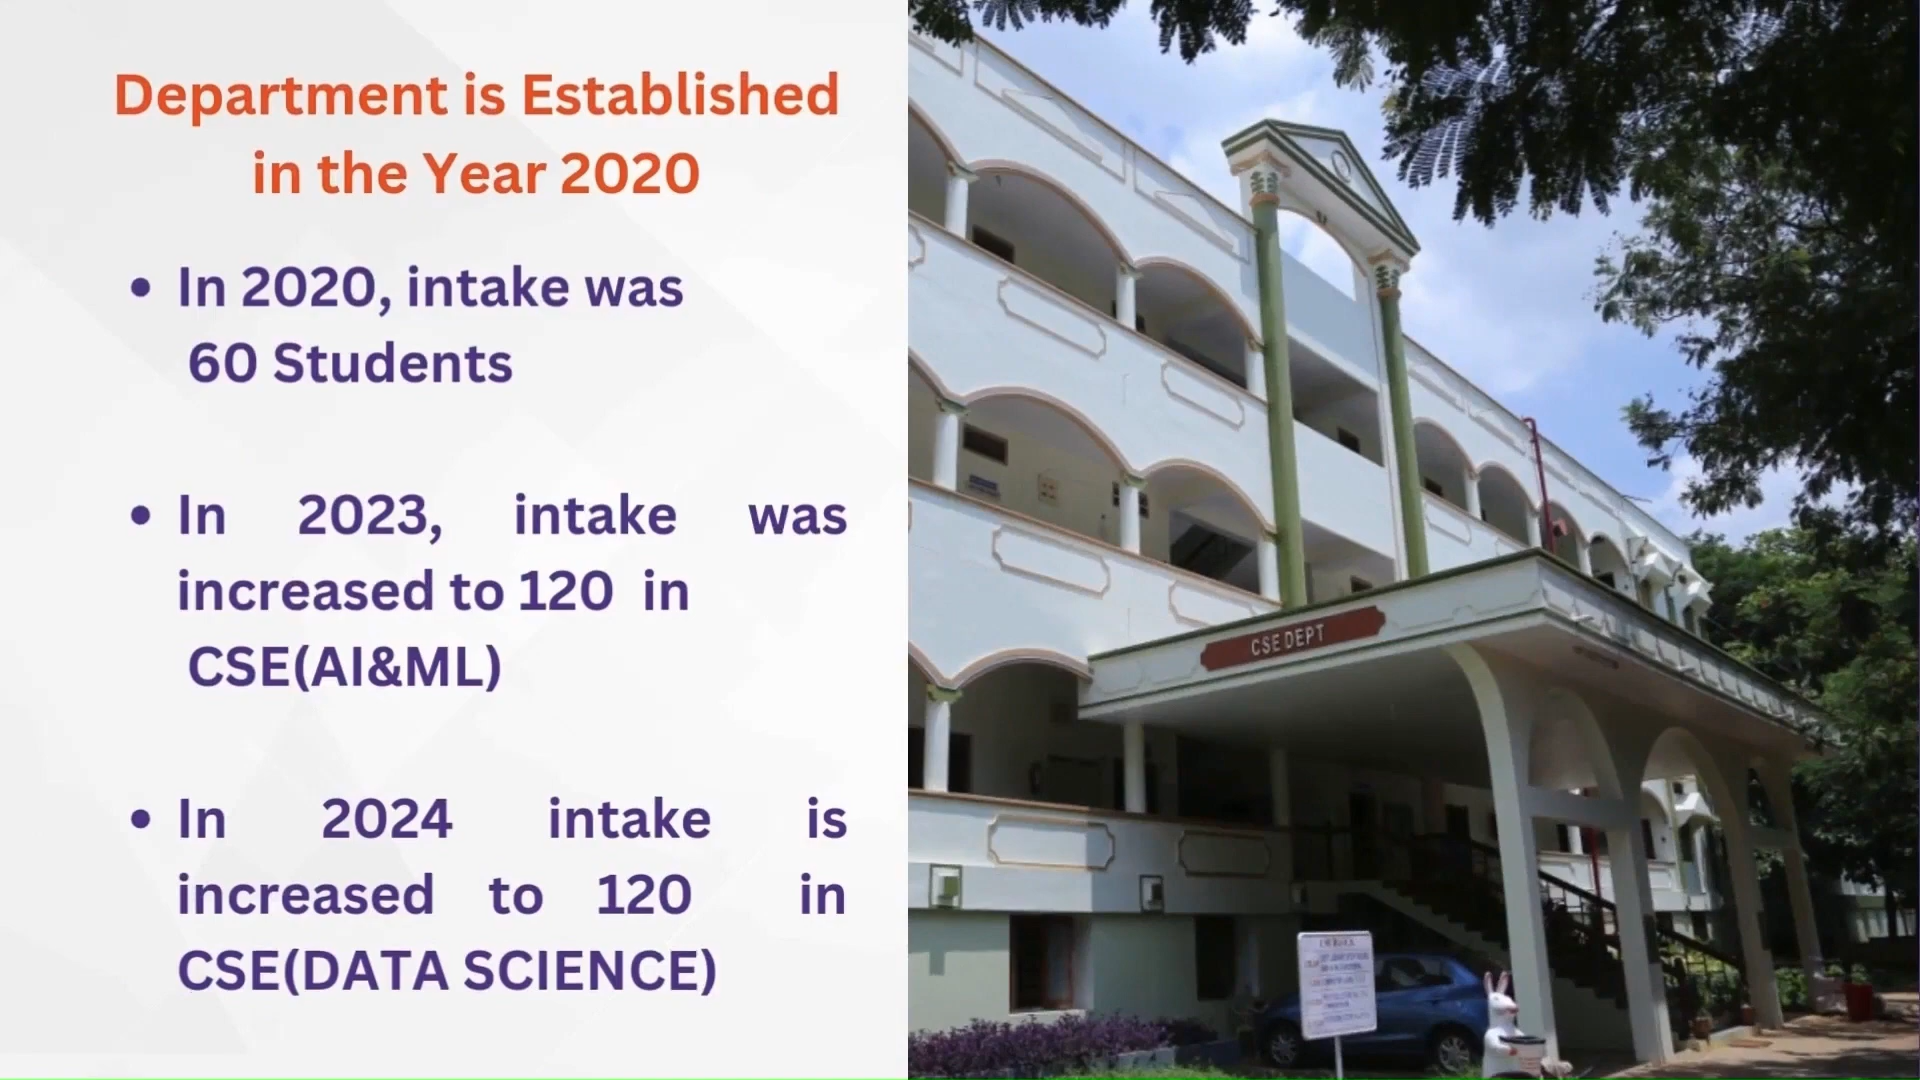 Department is Established
in the Year 2020
• In 2020, intake was
60 Students
• In 2023, intake was
increased to 120 in
CSE(AI&ML)
• In 2024 intake is
increased to 120 in
CSE(DATA SCIENCE)
CSE DEPT